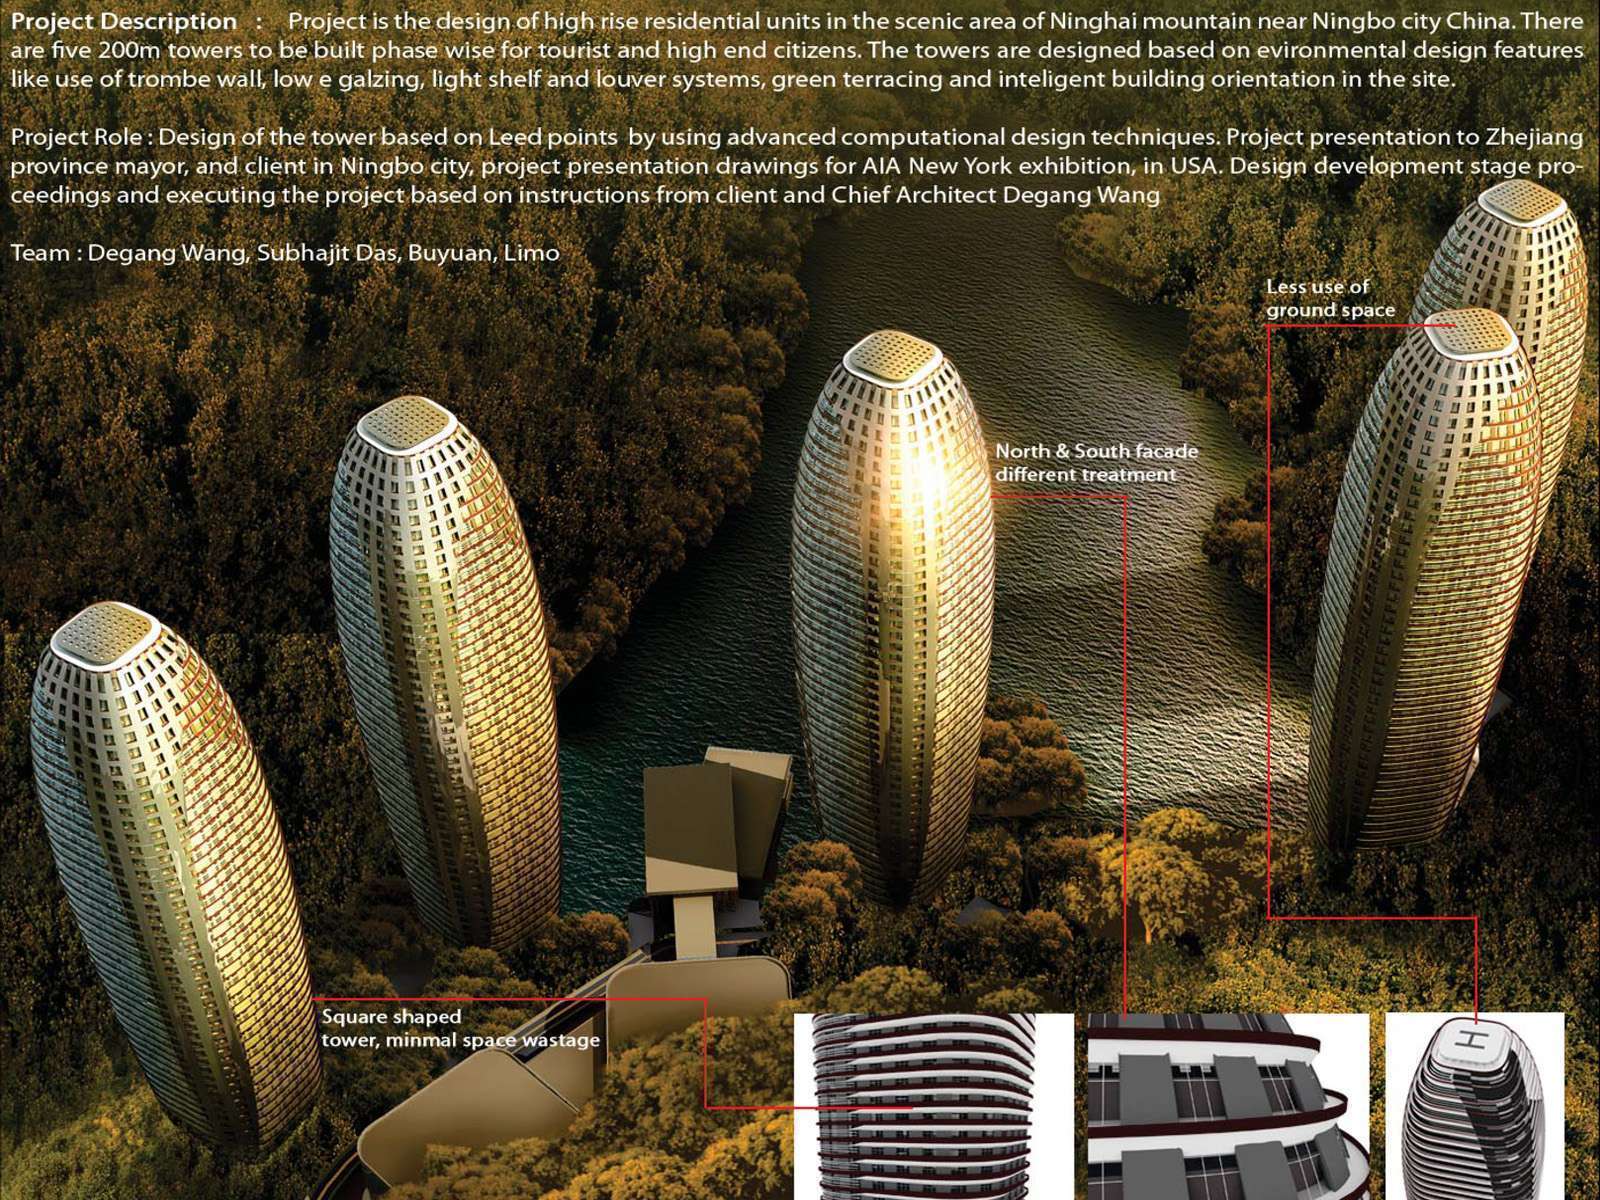 Project Description : Project is the design of high rise residential units in the scenic area of Ninghai mountain near Ningbo city China. There
are five 200m towers to be built phase wise for tourist and high end citizens. The towers are designed based on evironmental design features
like use of trombe wall, low e galzing, light shelf and louver systems, green terracing and inteligent building orientation in the site.
Project Role : Design of the tower based on Leed points by using advanced computational design techniques. Project presentation to Zhejiang
province mayor, and client in Ningbo city, project presentation drawings for AIA New York exhibition, in USA. Design development stage pro-
ceedings and executing the project based on instructions from client and Chief Architect Degang Wang
Team : Degang Wang, Subhajit Das, Buyuan, Limo
Less use of
ground space
North & South facade
different treatment
Square shaped
tower, minmal space wastage
H